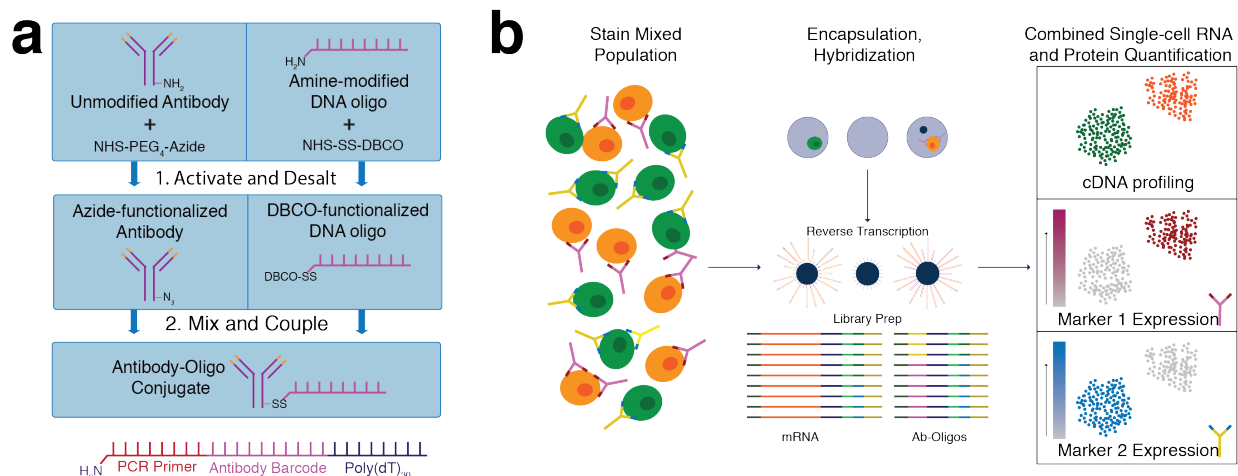 a
NH2
Unmodified Antibody
+
NHS-PEG4-Azide
H2N
Amine-modified
DNA oligo
+
NHS-SS-DBCO
1. Activate and Desalt
Azide-functionalized
Antibody
N3
DBCO-functionalized
DNA oligo
DBCO-SS
2. Mix and Couple
Antibody-Oligo
Conjugate
SS
H2N
PCR Primer
Antibody Barcode
Poly(dT)30
b
Stain Mixed
Population
Encapsulation,
Hybridization
Reverse Transcription
Library Prep
mRNA
Ab-Oligos
Combined Single-cell RNA
and Protein Quantification
cDNA profiling
Marker 1 Expression
Marker 2 Expression